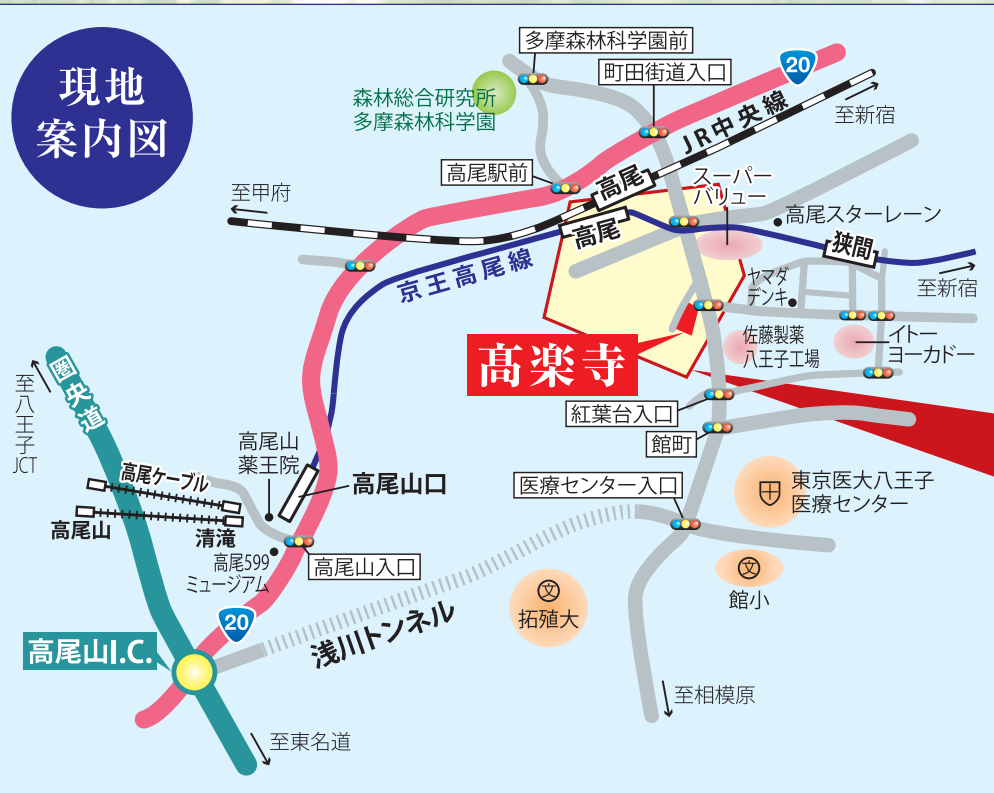 現地
案内図
多摩森林科学園前
町田街道入口
20
森林総合研究所
多摩森林科学園
JR中央線
至新宿
高尾駅前
高尾
スーパー
バリュー
至甲府
高尾
高尾スターレーン
狭間
京王高尾線
ヤマダ
デンキ
至新宿
髙楽寺
佐藤製薬
八王子工場
イトー
ヨーカドー
圏央道
至八王子JCT
紅葉台入口
館町
高尾山
薬王院
高尾ケーブル
高尾山口
医療センター入口
東京医大八王子
医療センター
高尾山
清滝
高尾599
ミュージアム
高尾山入口
文
館小
文
拓殖大
20
浅川トンネル
高尾山I.C.
至相模原
至東名道